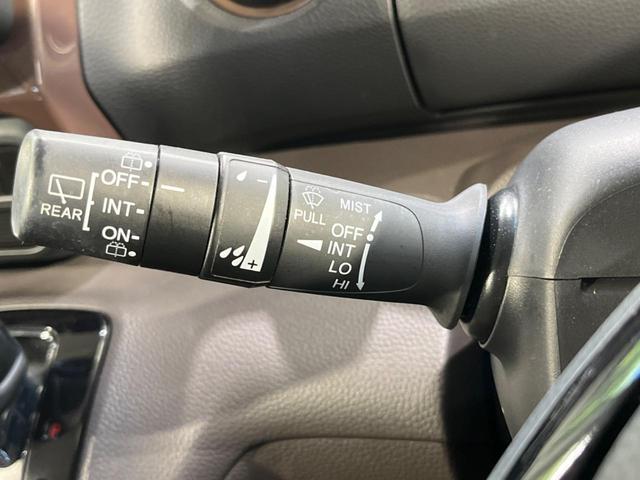 REAR
OFF
INT
ON
-
+
PULL
MIST
OFF
INT
LO
HI